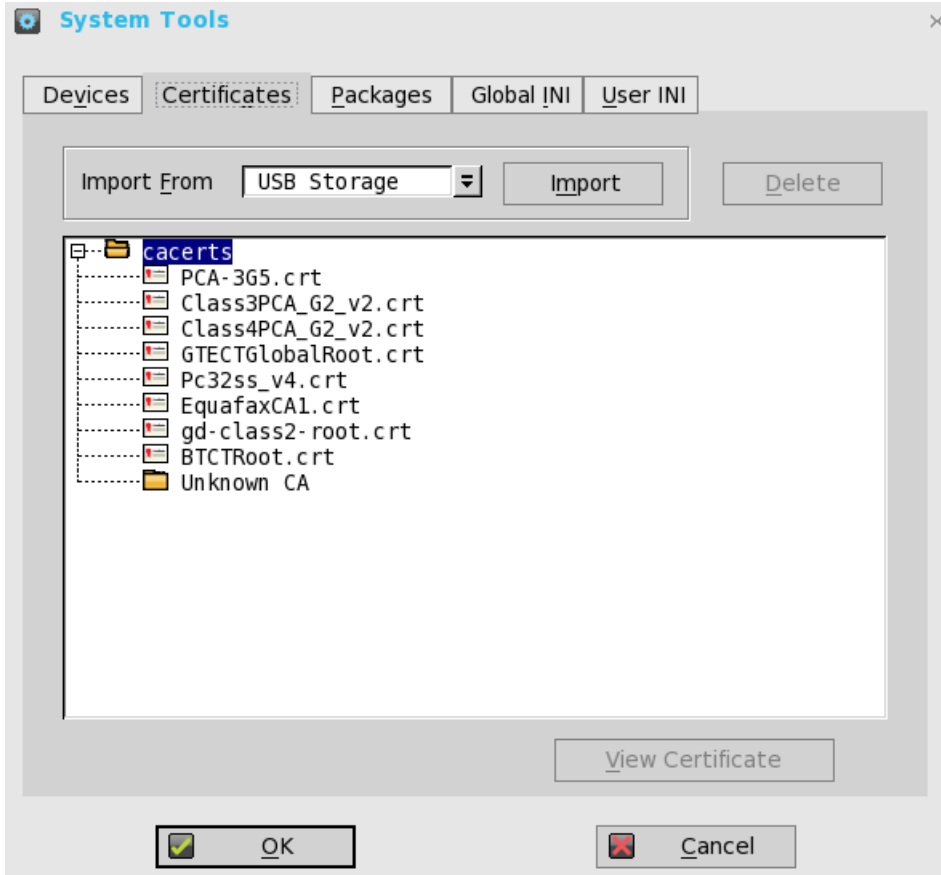 System Tools
Devices Certificates Packages Global INI User INI
Import From USB Storage Import Delete
cacerts
PCA-3G5.crt
Class3PCA_G2_v2.crt
Class4PCA_G2_v2.crt
GTECTGlobalRoot.crt
Pc32ss_v4.crt
EquafaxCA1.crt
gd-class2-root.crt
BTCTRoot.crt
Unknown CA
View Certificate
OK Cancel